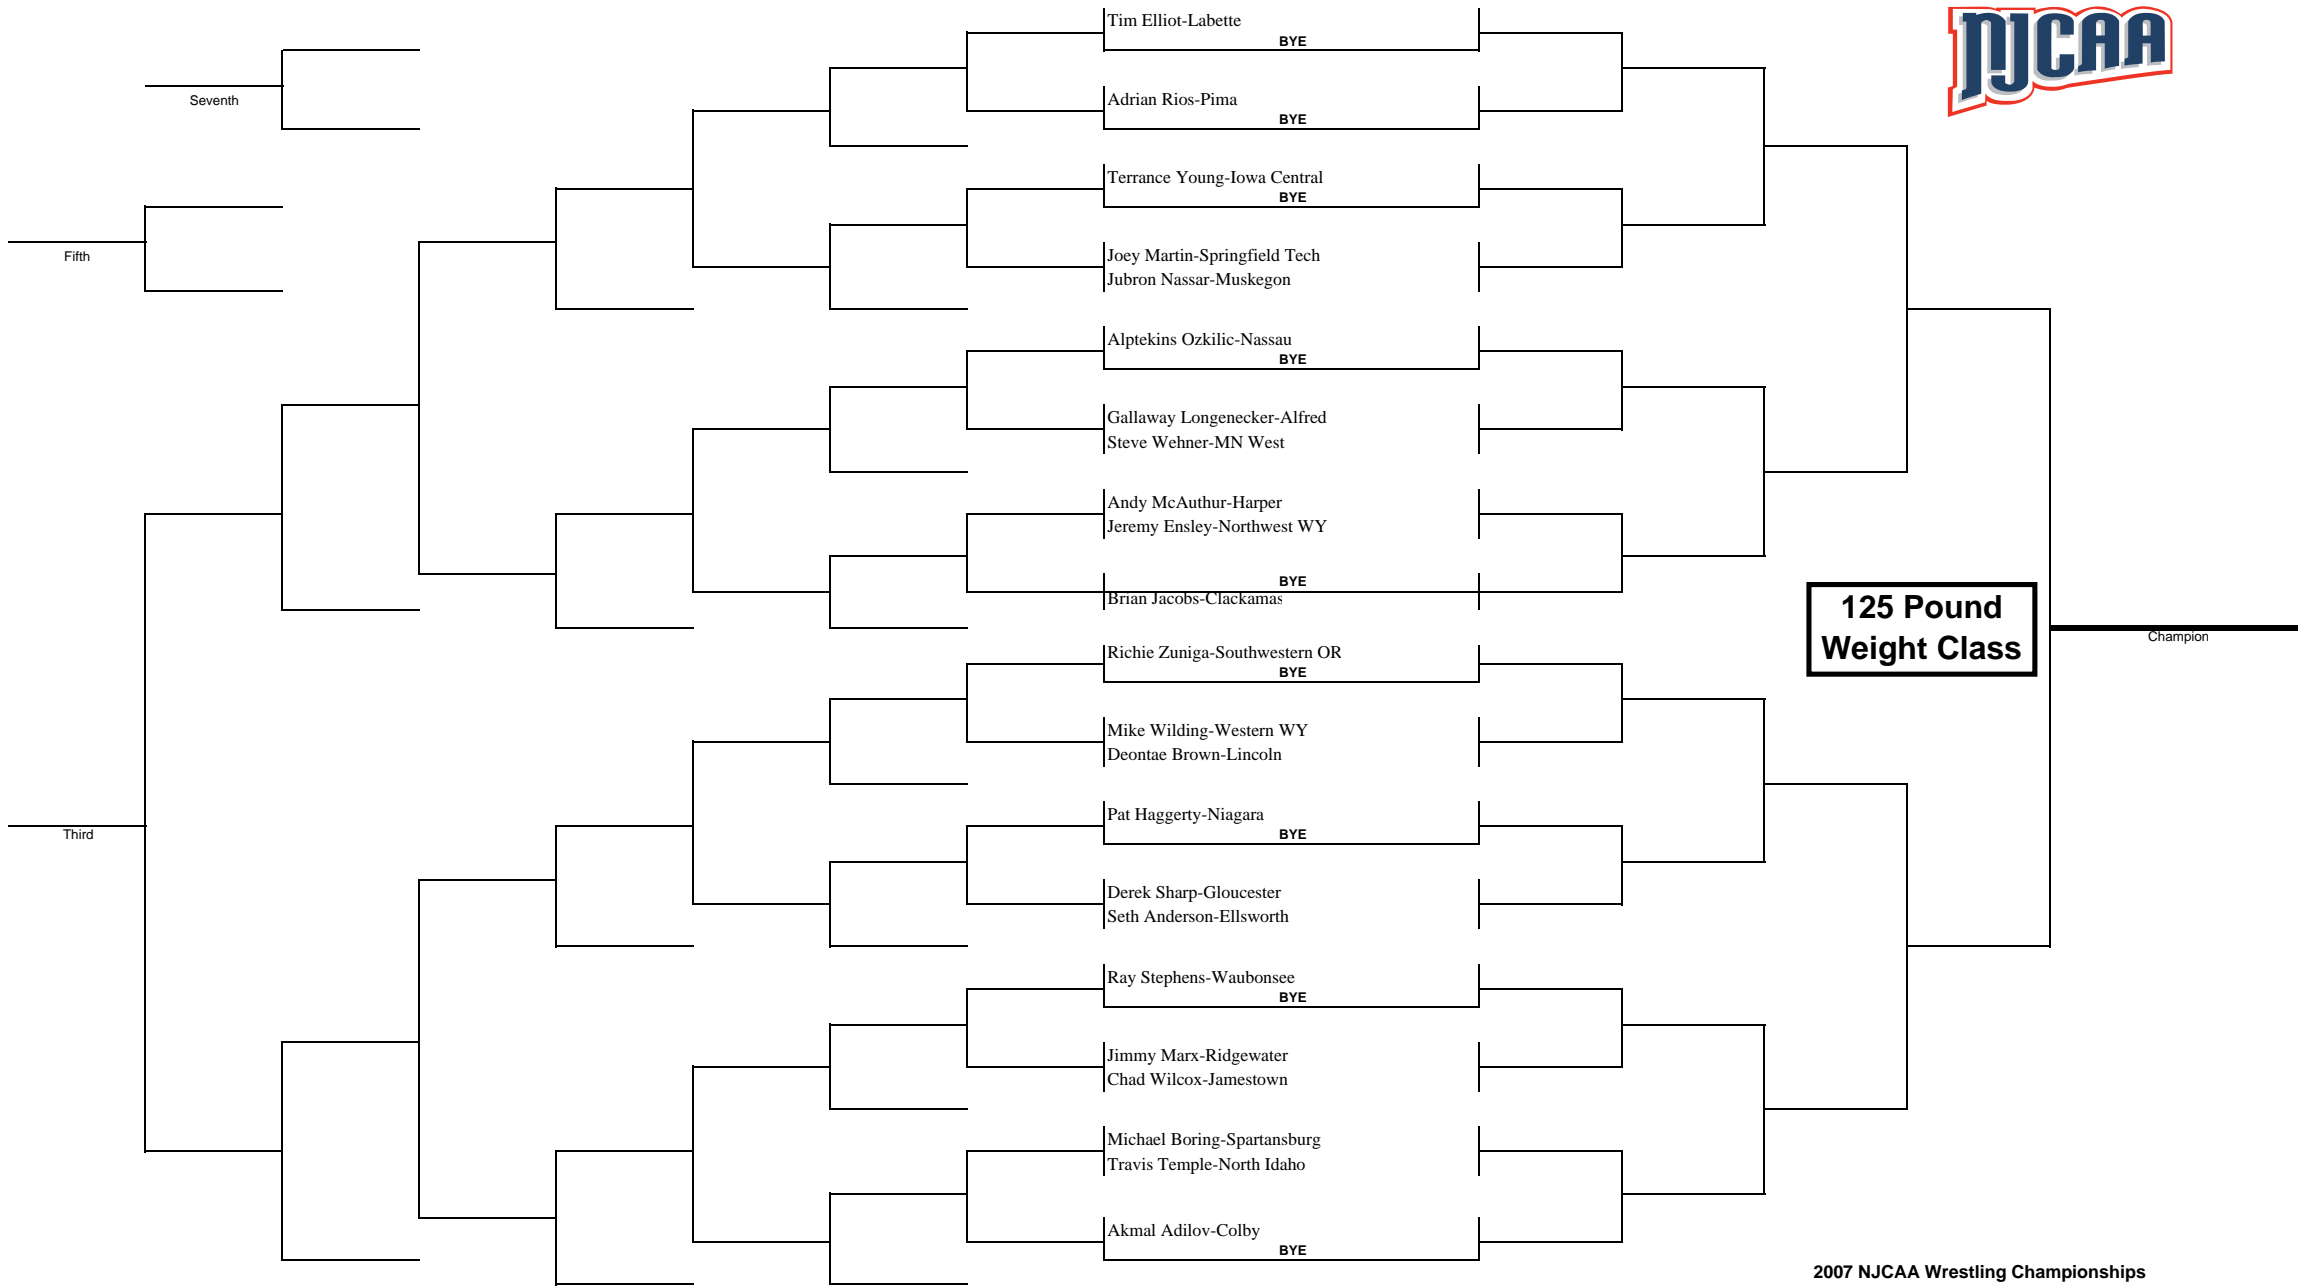 NJCAA
Tim Elliot-Labette
BYE
Seventh
Adrian Rios-Pima
BYE
Terrance Young-Iowa Central
BYE
Fifth
Joey Martin-Springfield Tech
Jubron Nassar-Muskegon
Alptekins Ozkilic-Nassau
BYE
Gallaway Longenecker-Alfred
Steve Wehner-MN West
Andy McAuthur-Harper
Jeremy Ensley-Northwest WY
BYE
Brian Jacobs-Clackamas
125 Pound
Weight Class
Champion
Richie Zuniga-Southwestern OR
BYE
Mike Wilding-Western WY
Deontae Brown-Lincoln
Pat Haggerty-Niagara
BYE
Third
Derek Sharp-Gloucester
Seth Anderson-Ellsworth
Ray Stephens-Waubonsee
BYE
Jimmy Marx-Ridgewater
Chad Wilcox-Jamestown
Michael Boring-Spartansburg
Travis Temple-North Idaho
Akmal Adilov-Colby
BYE
2007 NJCAA Wrestling Championships